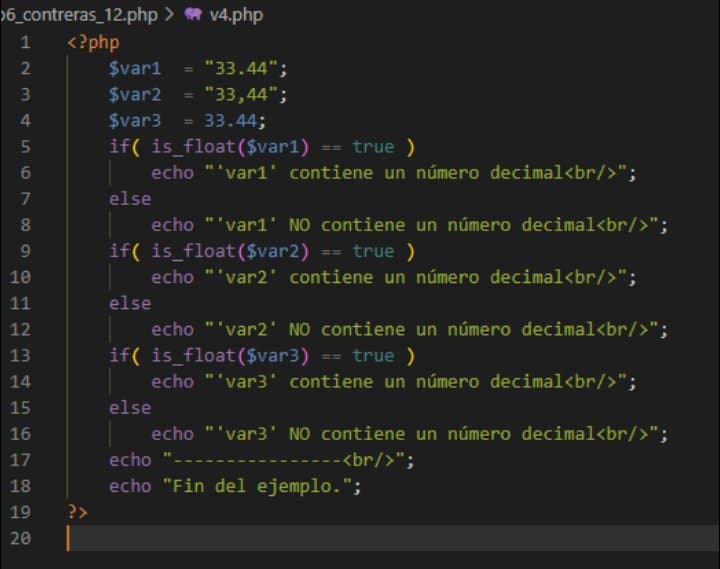 o6_contreras_12.php > v4.php
1 <?php
2 $var1  = "33.44";
3 $var2  = "33,44";
4 $var3  = 33.44;
5 if( is_float($var1) == true )
6 echo "'var1' contiene un número decimal<br/>";
7 else
8 echo "'var1' NO contiene un número decimal<br/>";
9 if( is_float($var2) == true )
10 echo "'var2' contiene un número decimal<br/>";
11 else
12 echo "'var2' NO contiene un número decimal<br/>";
13 if( is_float($var3) == true )
14 echo "'var3' contiene un número decimal<br/>";
15 else
16 echo "'var3' NO contiene un número decimal<br/>";
17 echo "----------------<br/>";
18 echo "Fin del ejemplo.";
19 ?>
20